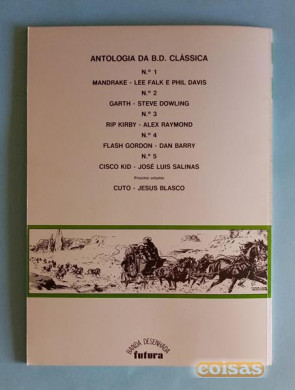 ANTOLOGIA DA B.D. CLÁSSICA
N.º 1
MANDRAKE - LEE FALK E PHIL DAVIS
N.º 2
GARTH - STEVE DOWLING
N.º 3
RIP KIRBY - ALEX RAYMOND
N.º 4
FLASH GORDON - DAN BARRY
N.º 5
CISCO KID - JOSÉ LUIS SALINAS
Próximo volume:
CUTO - JESUS BLASCO
BANDA DESENHADA
futura
coisas